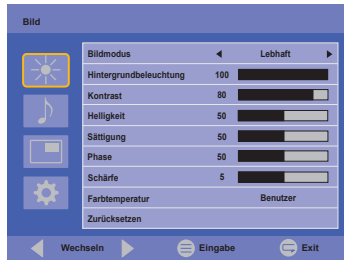 Bild
Bildmodus Lebhaft
Hintergrundbeleuchtung 100
Kontrast 80
Helligkeit 50
Sättigung 50
Phase 50
Schärfe 5
Farbtemperatur Benutzer
Zurücksetzen
Wechseln Eingabe Exit